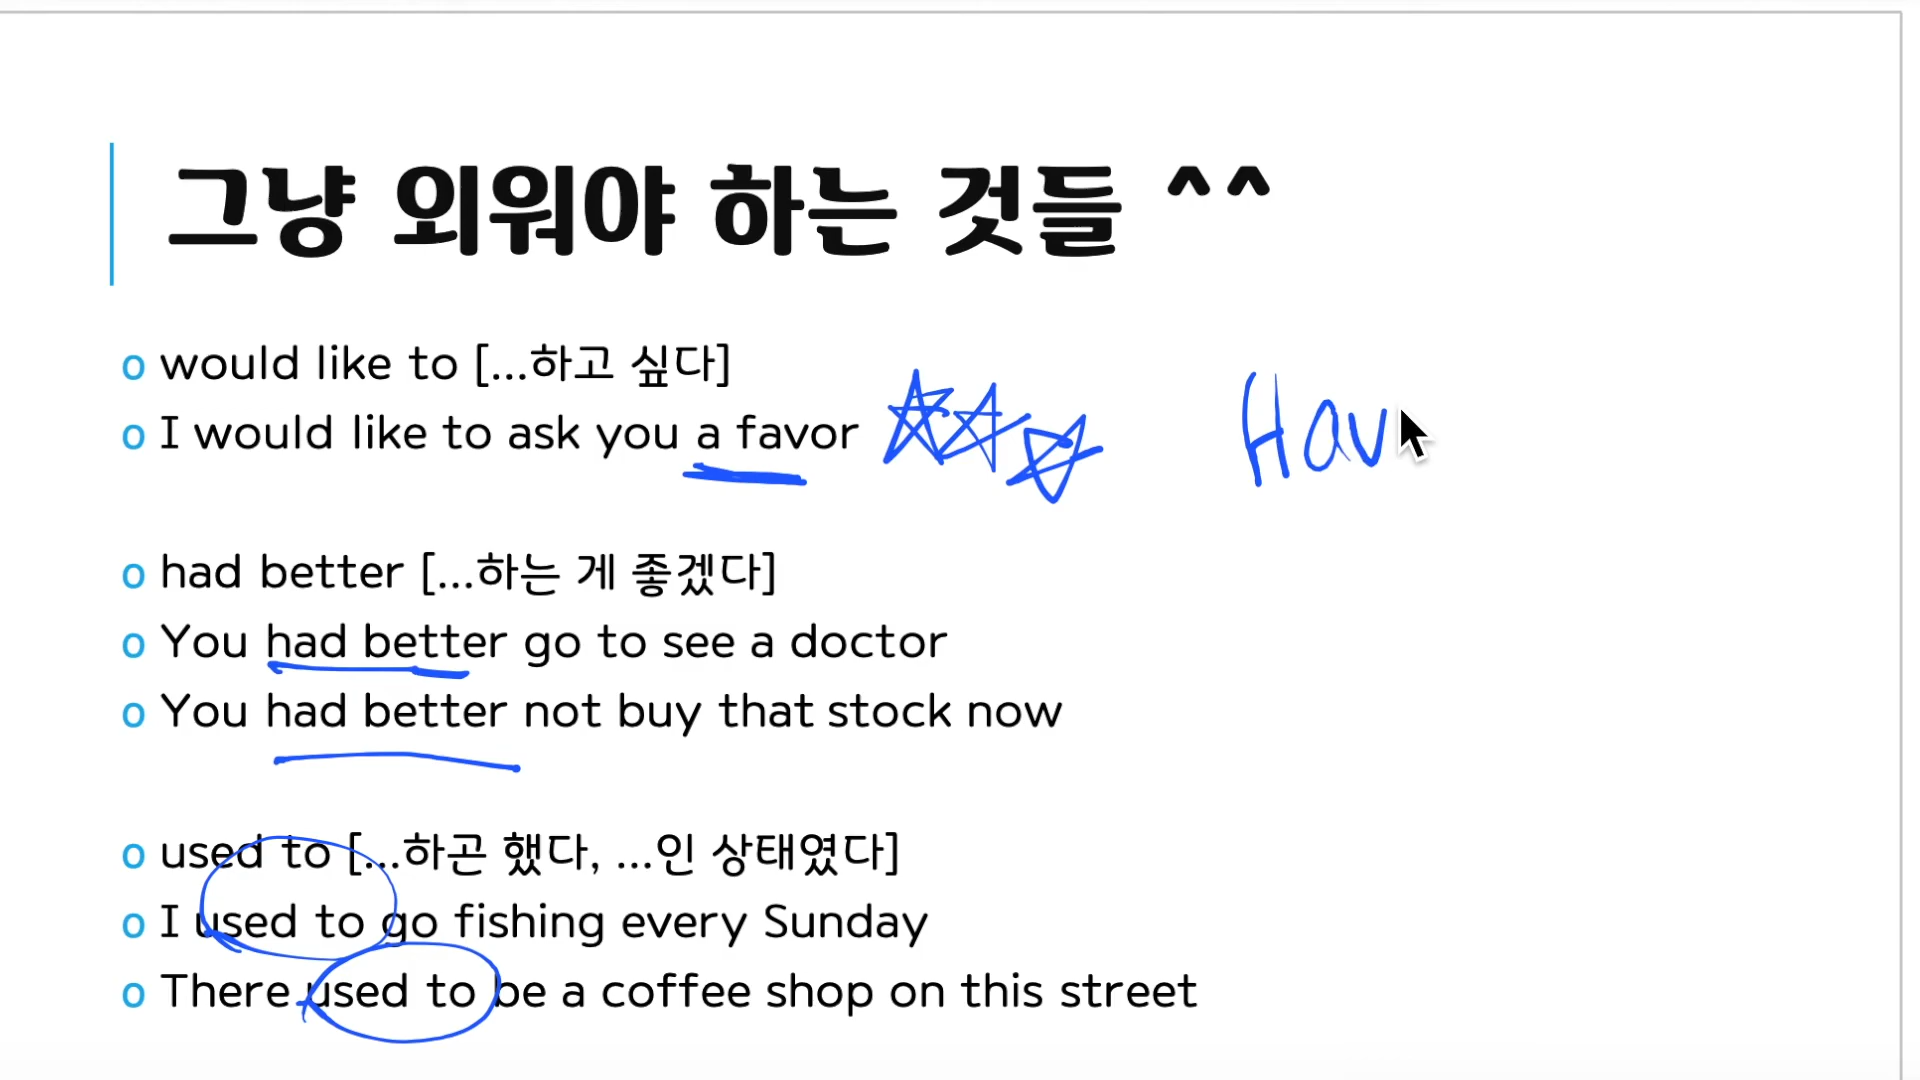 그냥 외워야 하는 것들 ^^
o would like to [...하고 싶다]
o I would like to ask you a favor
Hav
o had better [...하는 게 좋겠다]
o You had better go to see a doctor
o You had better not buy that stock now
o used to [...하곤 했다, ...인 상태였다]
o I used to go fishing every Sunday
o There used to be a coffee shop on this street